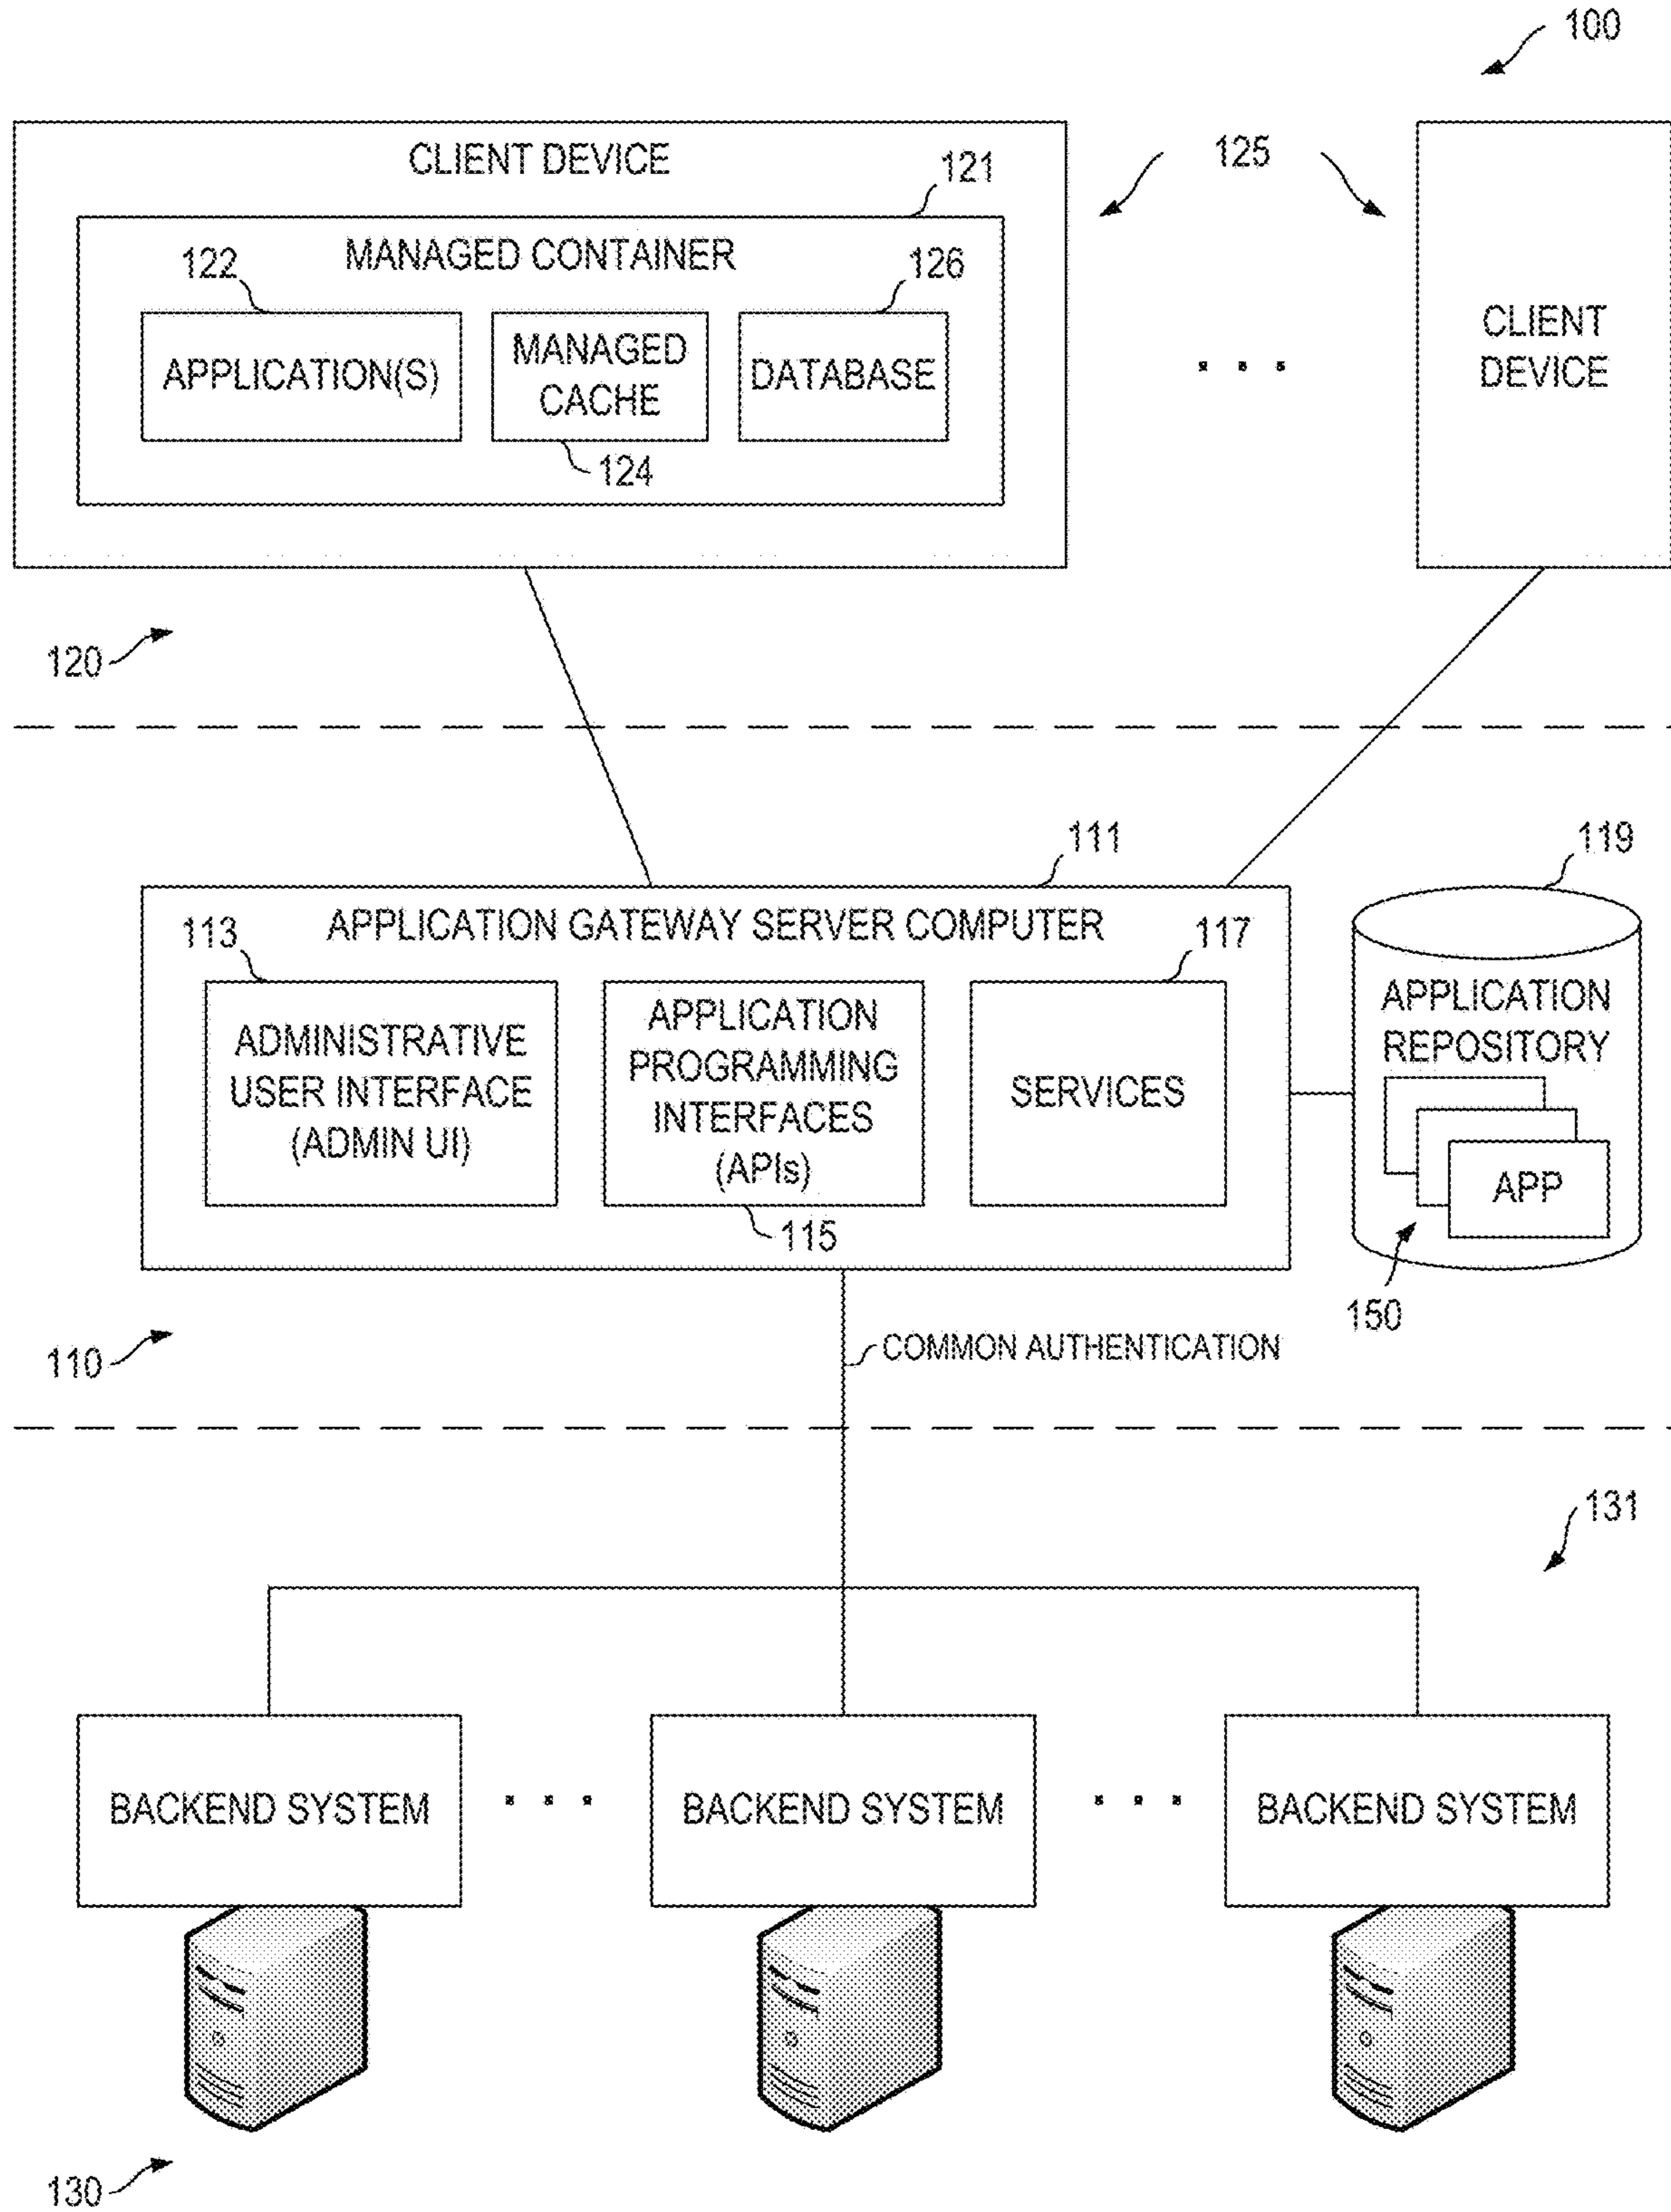 100
CLIENT DEVICE
125
121
MANAGED CONTAINER
122
126
APPLICATION(S)
MANAGED
CACHE
DATABASE
124
CLIENT
DEVICE
120
111
119
APPLICATION GATEWAY SERVER COMPUTER
113
117
ADMINISTRATIVE
USER INTERFACE
(ADMIN UI)
APPLICATION
PROGRAMMING
INTERFACES
(APIs)
SERVICES
115
APPLICATION
REPOSITORY
APP
150
110
COMMON AUTHENTICATION
131
BACKEND SYSTEM
BACKEND SYSTEM
BACKEND SYSTEM
130